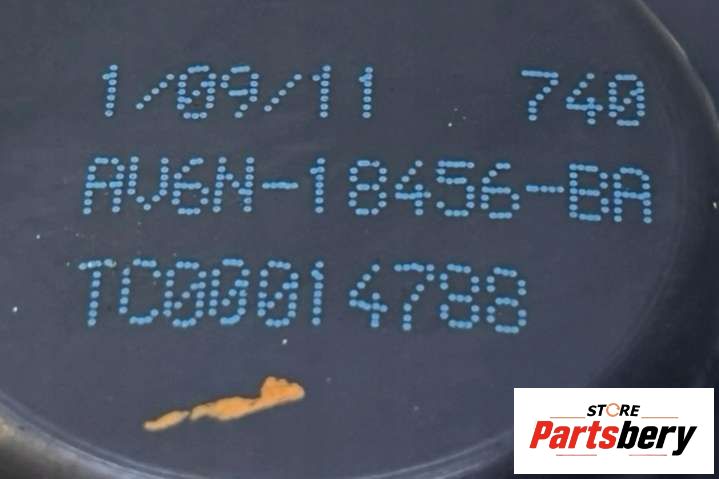 1/09/11 740
AV6N-18456-BA
TC00014788
STORE
Partsbery